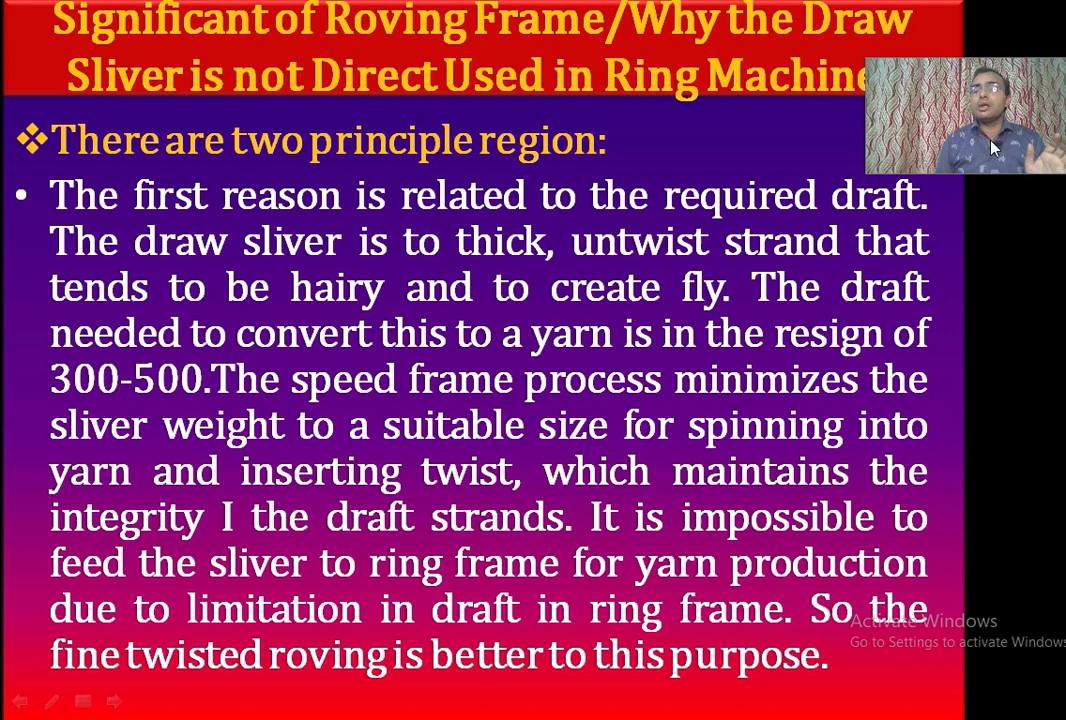 Significant of Roving Frame/Why the Draw
Sliver is not Direct Used in Ring Machine
❖There are two principle region:
• The first reason is related to the required draft.
The draw sliver is to thick, untwist strand that
tends to be hairy and to create fly. The draft
needed to convert this to a yarn is in the resign of
300-500.The speed frame process minimizes the
sliver weight to a suitable size for spinning into
yarn and inserting twist, which maintains the
integrity I the draft strands. It is impossible to
feed the sliver to ring frame for yarn production
due to limitation in draft in ring frame. So the
fine twisted roving is better to this purpose.
Activate Windows
Go to Settings to activate Windows